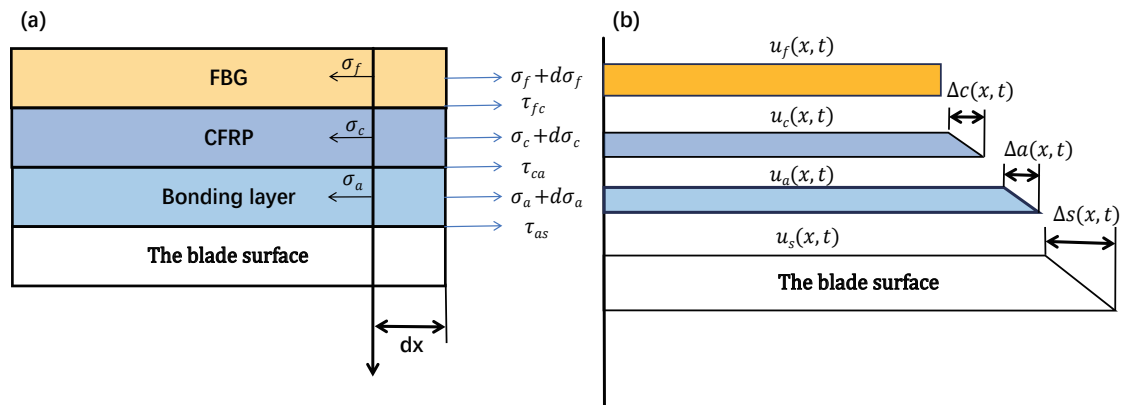 (a)
FBG
σ_f
σ_f+dσ_f
τ_fc
CFRP
σ_c
σ_c+dσ_c
τ_ca
Bonding layer
σ_a
σ_a+dσ_a
τ_as
The blade surface
dx
(b)
u_f(x, t)
Δc(x, t)
u_c(x, t)
Δa(x, t)
u_a(x, t)
Δs(x, t)
u_s(x, t)
The blade surface